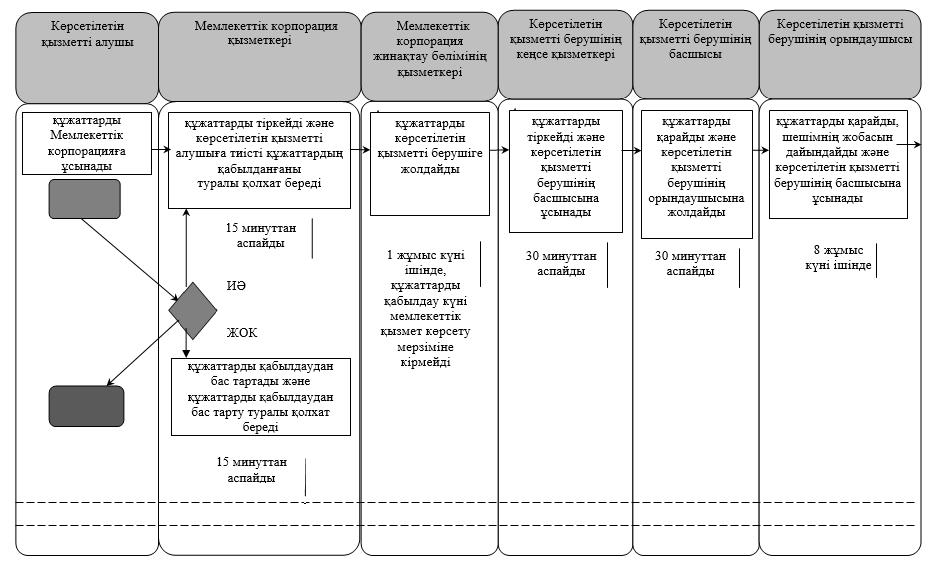 Көрсетілетін
қызметті алушы
Мемлекеттік корпорация
қызметкері
Мемлекеттік
корпорация
жинақтау бөлімінің
қызметкері
Көрсетілетін
қызметті берушінің
кеңсе қызметкері
Көрсетілетін
қызметті берушінің
басшысы
Көрсетілетін қызметті
берушінің орындаушысы
құжаттарды
Мемлекеттік
корпорацияға
ұсынады
құжаттарды тіркейді және
көрсетілетін қызметті
алушыға тиісті құжаттардың
қабылданғаны
туралы қолхат береді
15 минуттан
аспайды
ИӘ
ЖОК
құжаттарды қабылдаудан
бас тартады және
құжаттарды қабылдаудан
бас тарту туралы қолхат
береді
15 минуттан
аспайды
құжаттарды
көрсетілетін
қызметті берушіге
жолдайды
1 жұмыс күні
ішінде,
құжаттарды
қабылдау күні
мемлекеттік
қызмет көрсету
мерзіміне
кірмейді
құжаттарды
тіркейді және
көрсетілетін
қызметті
берушінің
басшысына
ұсынады
30 минуттан
аспайды
құжаттарды
қарайды және
көрсетілетін
қызметті
берушінің
орындаушысына
жолдайды
30 минуттан
аспайды
құжаттарды қарайды,
шешімнің жобасын
дайындайды және
көрсетілетін қызметті
берушінің басшысына
ұсынады
8 жұмыс
күні ішінде